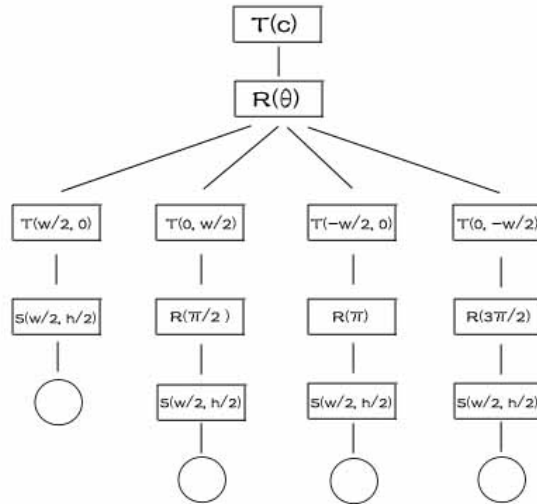 T(c)
R(θ)
T(w/2, 0)
T(0, w/2)
T(-w/2, 0)
T(0, -w/2)
S(w/2, h/2)
R(π/2 )
R(π)
R(3π/2)
S(w/2, h/2)
S(w/2, h/2)
S(w/2, h/2)